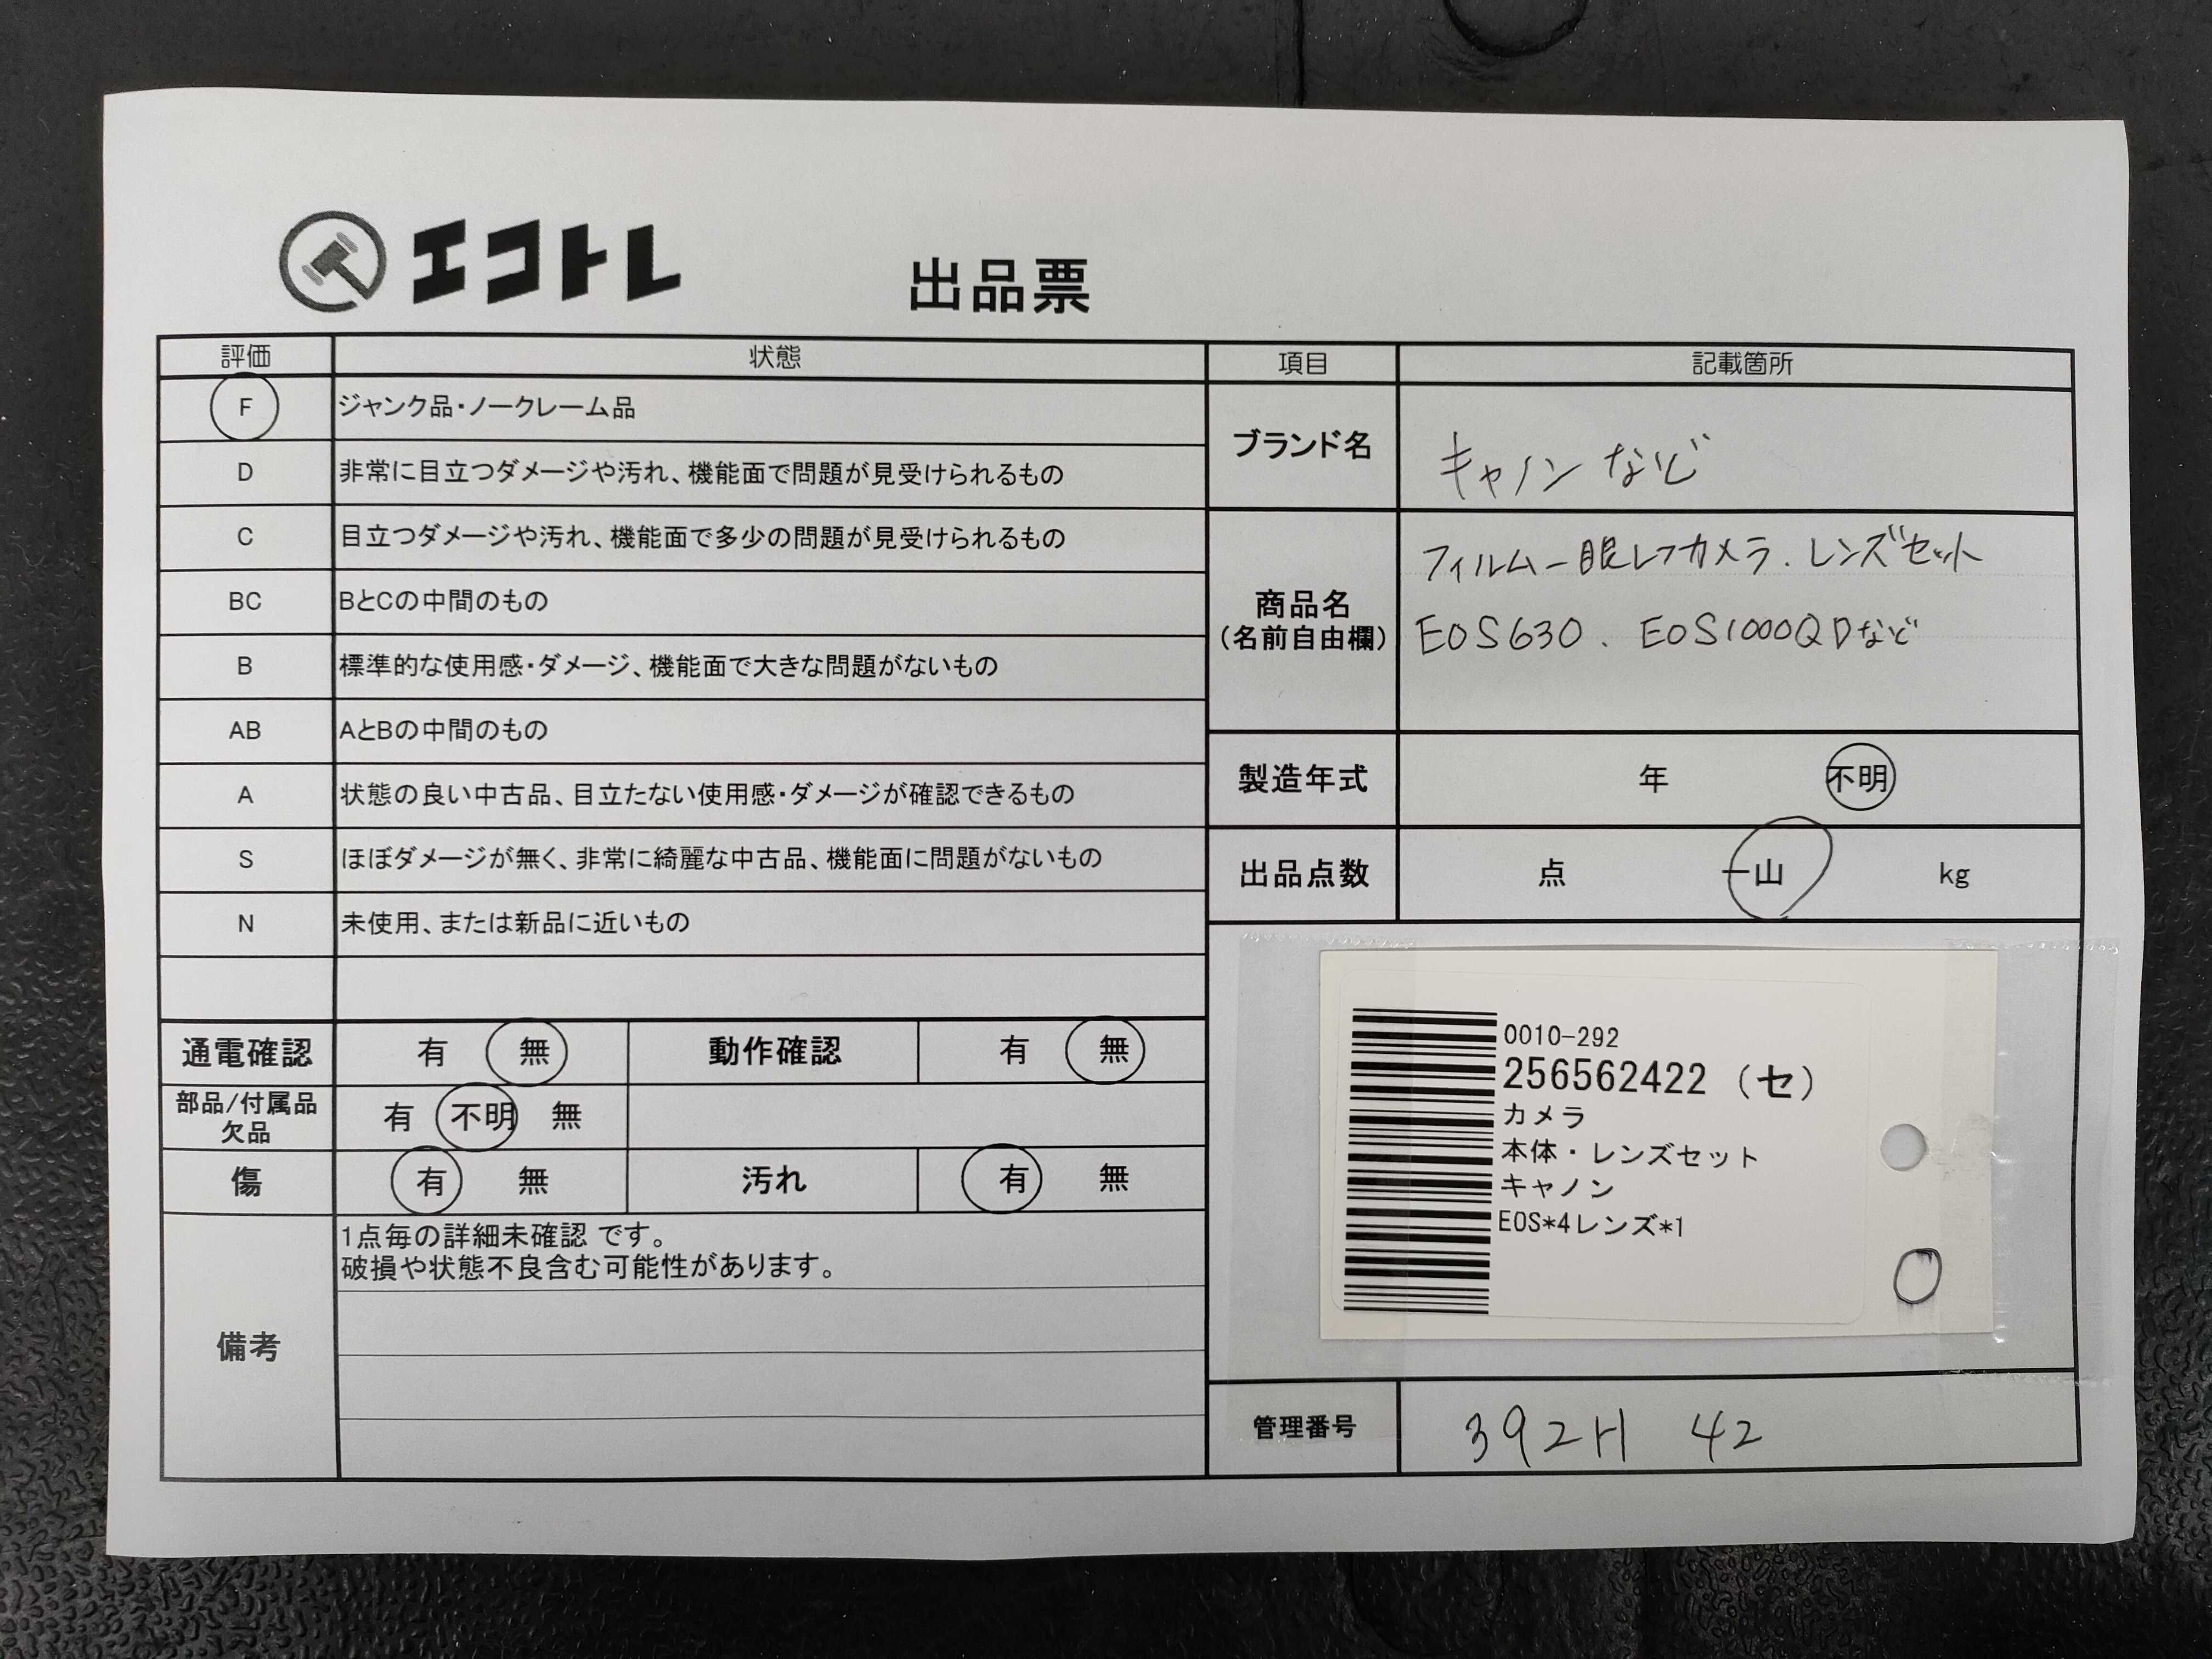 エコトレ
出品票
評価 状態
F ジャンク品・ノークレーム品
D 非常に目立つダメージや汚れ、機能面で問題が見受けられるもの
C 目立つダメージや汚れ、機能面で多少の問題が見受けられるもの
BC BとCの中間のもの
B 標準的な使用感・ダメージ、機能面で大きな問題がないもの
AB AとBの中間のもの
A 状態の良い中古品、目立たない使用感・ダメージが確認できるもの
S ほぼダメージが無く、非常に綺麗な中古品、機能面に問題がないもの
N 未使用、または新品に近いもの
通電確認 有 無 動作確認 有 無
部品/付属品
欠品
有 不明 無
傷 有 無 汚れ 有 無
備考
1点毎の詳細未確認 です。
破損や状態不良含む可能性があります。
項目 記載箇所
ブランド名 キャノンなど
商品名
(名前自由欄)
フィルム一眼レフカメラ.レンズセット
EOS630. EOS1000QDなど
製造年式 年 不明
出品点数 点 一山 kg
0010-292
256562422 (セ)
カメラ
本体・レンズセット
キャノン
EOS*4レンズ*1
管理番号 392H 42